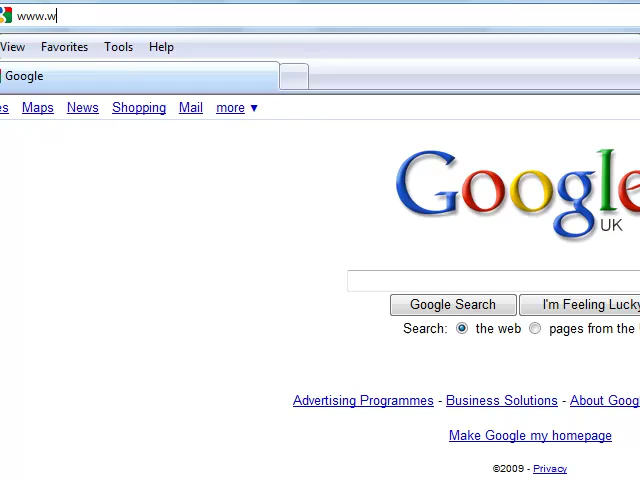 www.w
View Favorites Tools Help
Google
es Maps News Shopping Mail more ▼
Google
UK
Google Search I'm Feeling Lucky
Search: the web pages from the
Advertising Programmes - Business Solutions - About Goog
Make Google my homepage
©2009 - Privacy